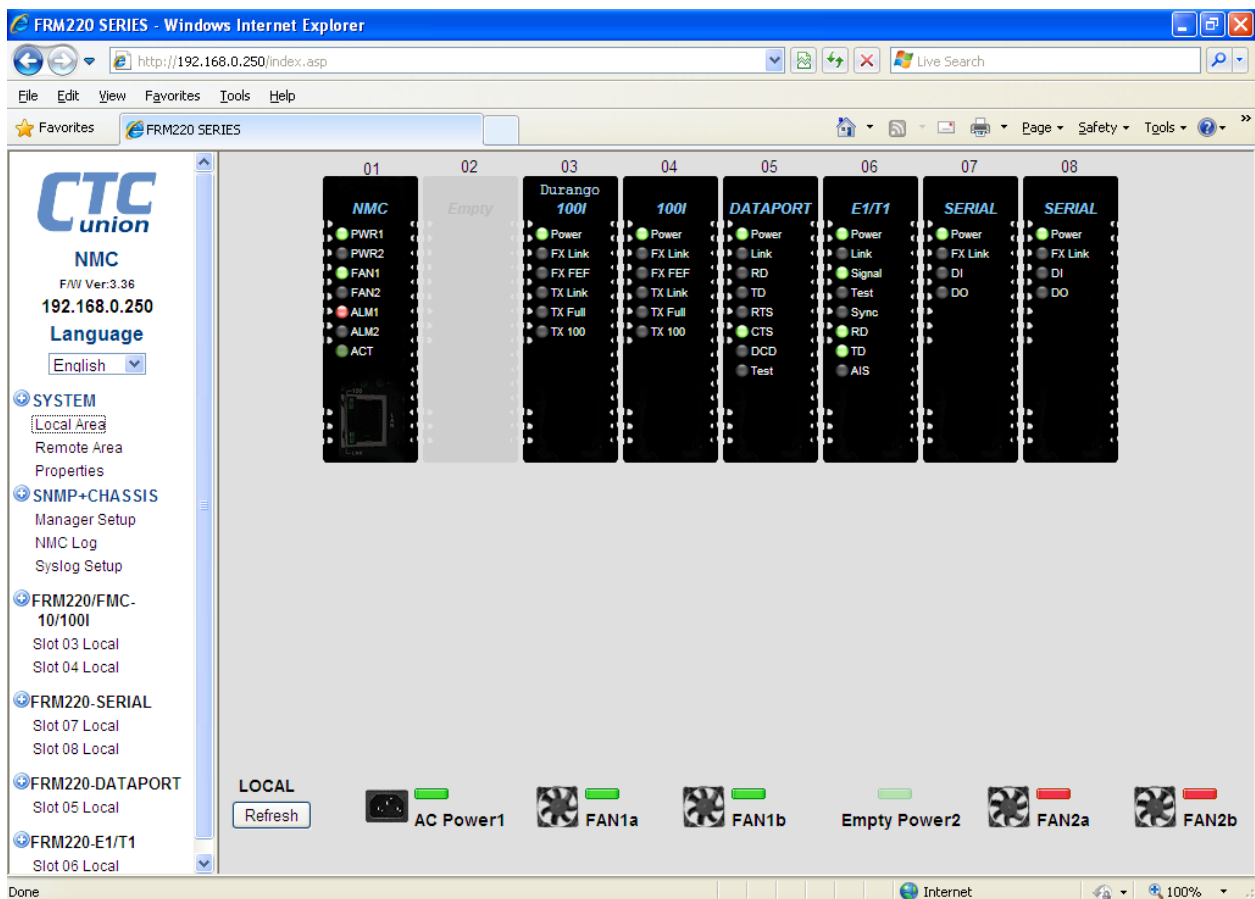 FRM220 SERIES - Windows Internet Explorer
http://192.168.0.250/index.asp
Live Search
File Edit View Favorites Tools Help
Favorites
FRM220 SERIES
Page Safety Tools
CTC
union
NMC
F/W Ver:3.36
192.168.0.250
Language
English
SYSTEM
Local Area
Remote Area
Properties
SNMP+CHASSIS
Manager Setup
NMC Log
Syslog Setup
FRM220/FMC-
10/100I
Slot 03 Local
Slot 04 Local
FRM220-SERIAL
Slot 07 Local
Slot 08 Local
FRM220-DATAPORT
Slot 05 Local
FRM220-E1/T1
Slot 06 Local
01
NMC
PWR1
PWR2
FAN1
FAN2
ALM1
ALM2
ACT
02
Empty
03
Durango
100I
Power
FX Link
FX FEF
TX Link
TX Full
TX 100
04
100I
Power
FX Link
FX FEF
TX Link
TX Full
TX 100
05
DATAPORT
Power
Link
RD
TD
RTS
CTS
DCD
Test
06
E1/T1
Power
Link
Signal
Test
Sync
RD
TD
AIS
07
SERIAL
Power
FX Link
DI
DO
08
SERIAL
Power
FX Link
DI
DO
LOCAL
Refresh
AC Power1
FAN1a
FAN1b
Empty Power2
FAN2a
FAN2b
Done
Internet
100%